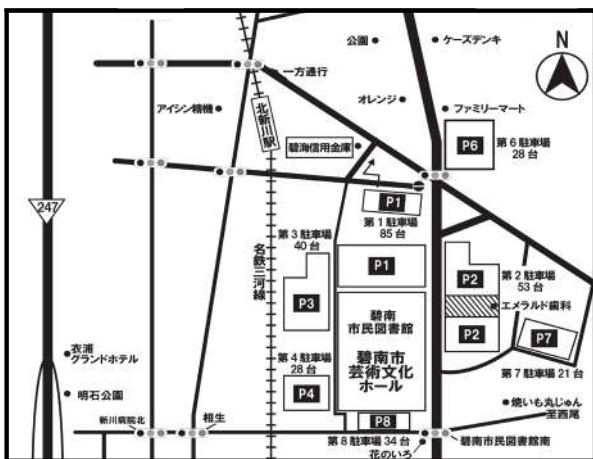 公園
ケーズデンキ
N
一方通行
オレンジ
アイシン精機
ファミリーマート
北新川駅
碧海信用金庫
P6
第6駐車場
28台
P1
247
第1駐車場
85台
第3駐車場
40台
名鉄三河線
P1
P2
第2駐車場
53台
P3
碧南
市民図書館
エメラルド歯科
P2
P7
衣浦
グランドホテル
碧南市
芸術文化
ホール
第4駐車場
28台
第7駐車場 21台
明石公園
P4
焼いも丸じゅん
至西尾
新川病院北
相生
P8
第8駐車場 34台
碧南市民図書館南
花のいろ